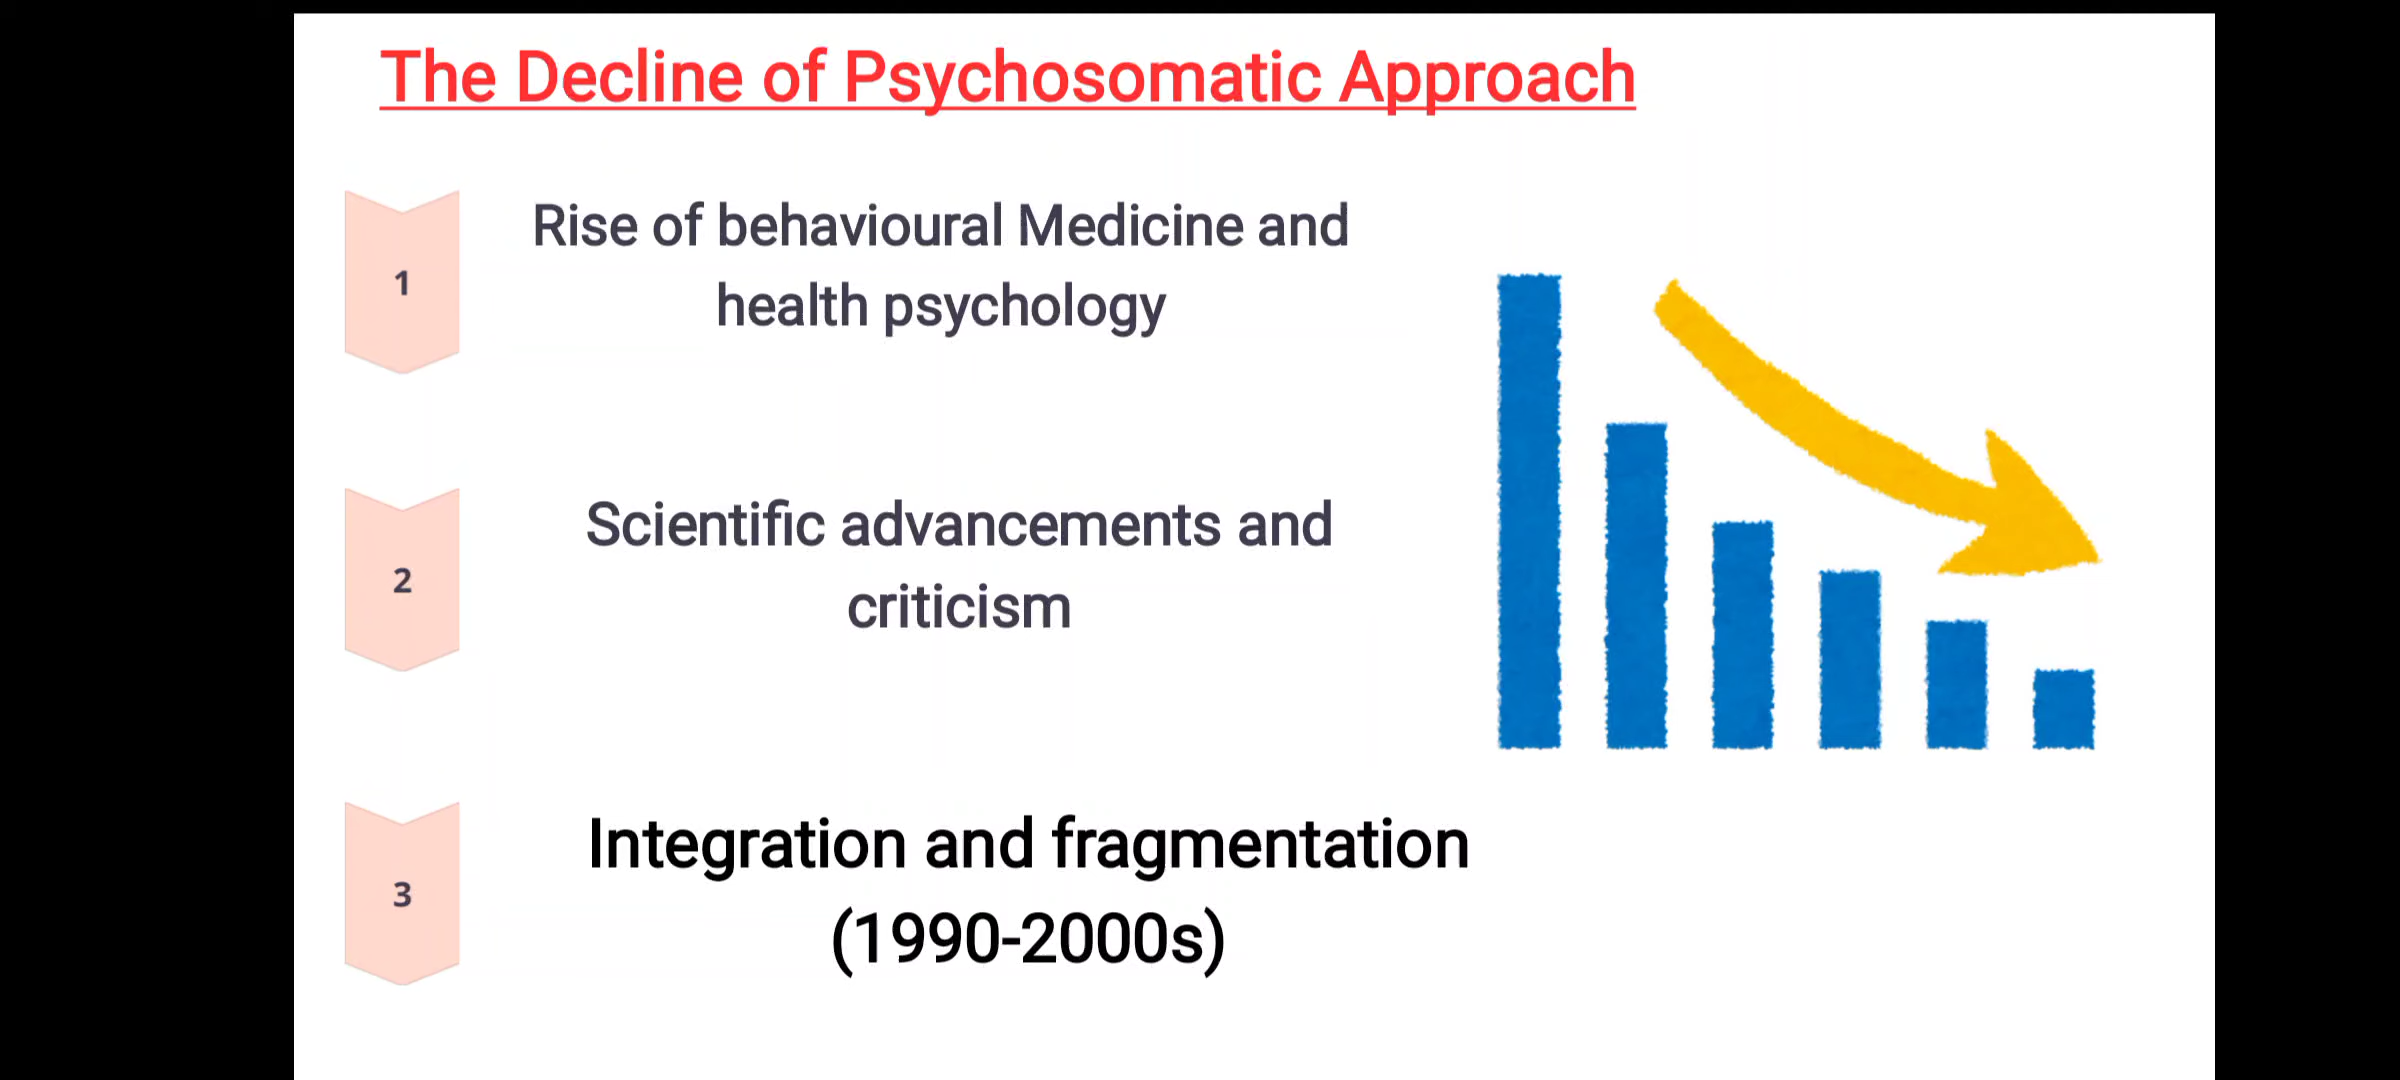 The Decline of Psychosomatic Approach
1
Rise of behavioural Medicine and
health psychology
2
Scientific advancements and
criticism
3
Integration and fragmentation
(1990-2000s)